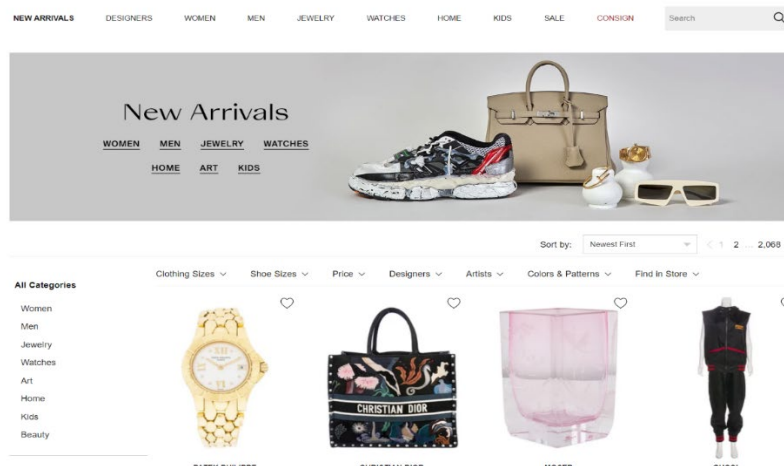 NEW ARRIVALS DESIGNERS WOMEN MEN JEWELRY WATCHES HOME KIDS SALE CONSIGN Search
New Arrivals
WOMEN MEN JEWELRY WATCHES
HOME ART KIDS
Sort by: Newest First < 1 2 ... 2,068
Clothing Sizes Shoe Sizes Price Designers Artists Colors & Patterns Find in Store
All Categories
Women
Men
Jewelry
Watches
Art
Home
Kids
Beauty
CHRISTIAN DIOR